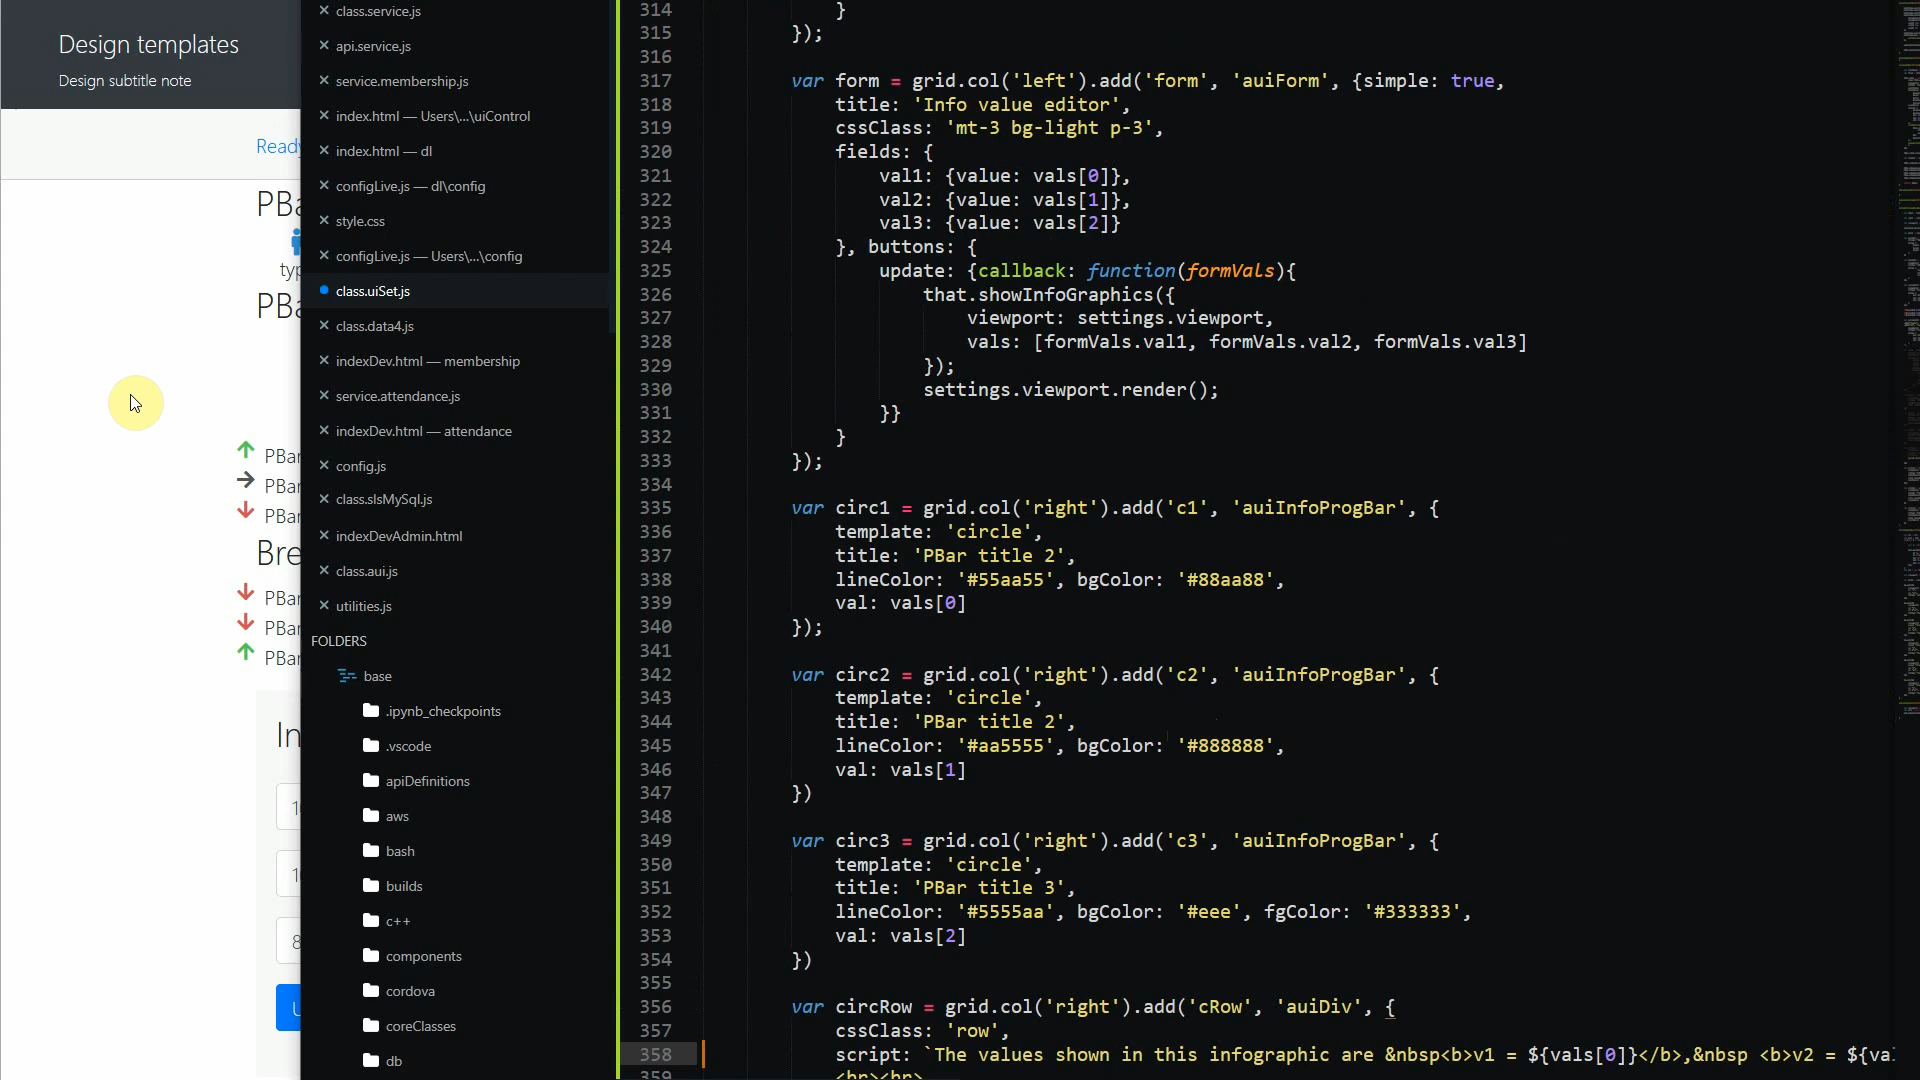 Design templates
Design subtitle note
Ready
PBa
typ
PBa
PBar
PBar
PBar
Bre
PBar
PBar
PBar
In
8
U
class.service.js
api.service.js
service.membership.js
index.html — Users\...\uiControl
index.html — dl
configLive.js — dl\config
style.css
configLive.js — Users\...\config
class.uiSet.js
class.data4.js
indexDev.html — membership
service.attendance.js
indexDev.html — attendance
config.js
class.slsMySql.js
indexDevAdmin.html
class.aui.js
utilities.js
FOLDERS
base
.ipynb_checkpoints
.vscode
apiDefinitions
aws
bash
builds
c++
components
cordova
coreClasses
db
314 }
315 });
316
317 var form = grid.col('left').add('form', 'auiForm', {simple: true,
318 title: 'Info value editor',
319 cssClass: 'mt-3 bg-light p-3',
320 fields: {
321 val1: {value: vals[0]},
322 val2: {value: vals[1]},
323 val3: {value: vals[2]}
324 }, buttons: {
325 update: {callback: function(formVals){
326 that.showInfoGraphics({
327 viewport: settings.viewport,
328 vals: [formVals.val1, formVals.val2, formVals.val3]
329 });
330 settings.viewport.render();
331 }}
332 }
333 });
334
335 var circ1 = grid.col('right').add('c1', 'auiInfoProgBar', {
336 template: 'circle',
337 title: 'PBar title 2',
338 lineColor: '#55aa55', bgColor: '#88aa88',
339 val: vals[0]
340 });
341
342 var circ2 = grid.col('right').add('c2', 'auiInfoProgBar', {
343 template: 'circle',
344 title: 'PBar title 2',
345 lineColor: '#aa5555', bgColor: '#888888',
346 val: vals[1]
347 })
348
349 var circ3 = grid.col('right').add('c3', 'auiInfoProgBar', {
350 template: 'circle',
351 title: 'PBar title 3',
352 lineColor: '#5555aa', bgColor: '#eee', fgColor: '#333333',
353 val: vals[2]
354 })
355
356 var circRow = grid.col('right').add('cRow', 'auiDiv', {
357 cssClass: 'row',
358 script: `The values shown in this infographic are &nbsp<b>v1 = ${vals[0]}</b>,&nbsp <b>v2 = ${va
359 <br><br>